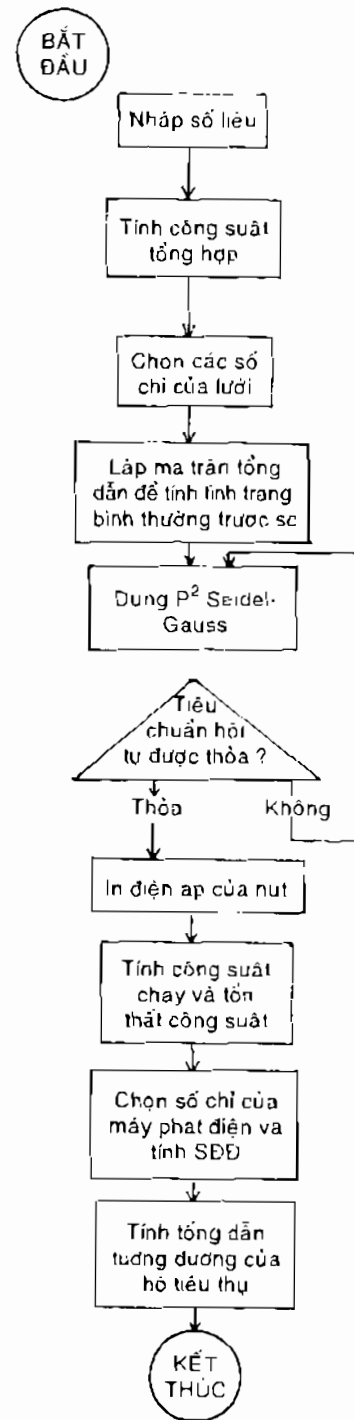 BẮT
ĐẦU
Nhập số liệu
Tính công suất
tổng hợp
Chọn các số
chỉ của lưới
Lập ma trận tổng
dẫn để tính tình trạng
bình thường trước sc
Dùng P² Seidel-
Gauss
Tiêu
chuẩn hội
tự được thỏa ?
Thỏa Không
In điện áp của nút
Tính công suất
chạy và tổn
thất công suất
Chọn số chỉ của
máy phát điện và
tính SĐĐ
Tính tổng dẫn
tương đương của
hộ tiêu thụ
KẾT
THÚC